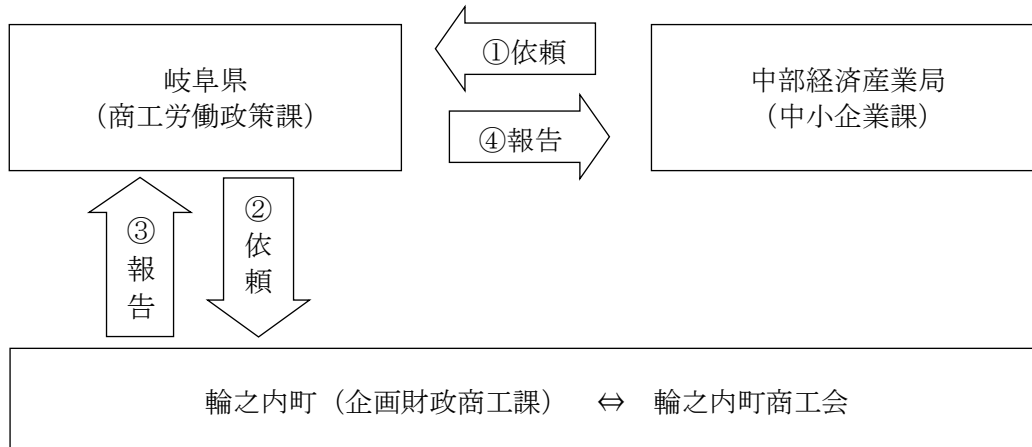 岐阜県
（商工労働政策課）
①依頼
④報告
中部経済産業局
（中小企業課）
③報告
②依頼
輪之内町（企画財政商工課）　⇔　輪之内町商工会